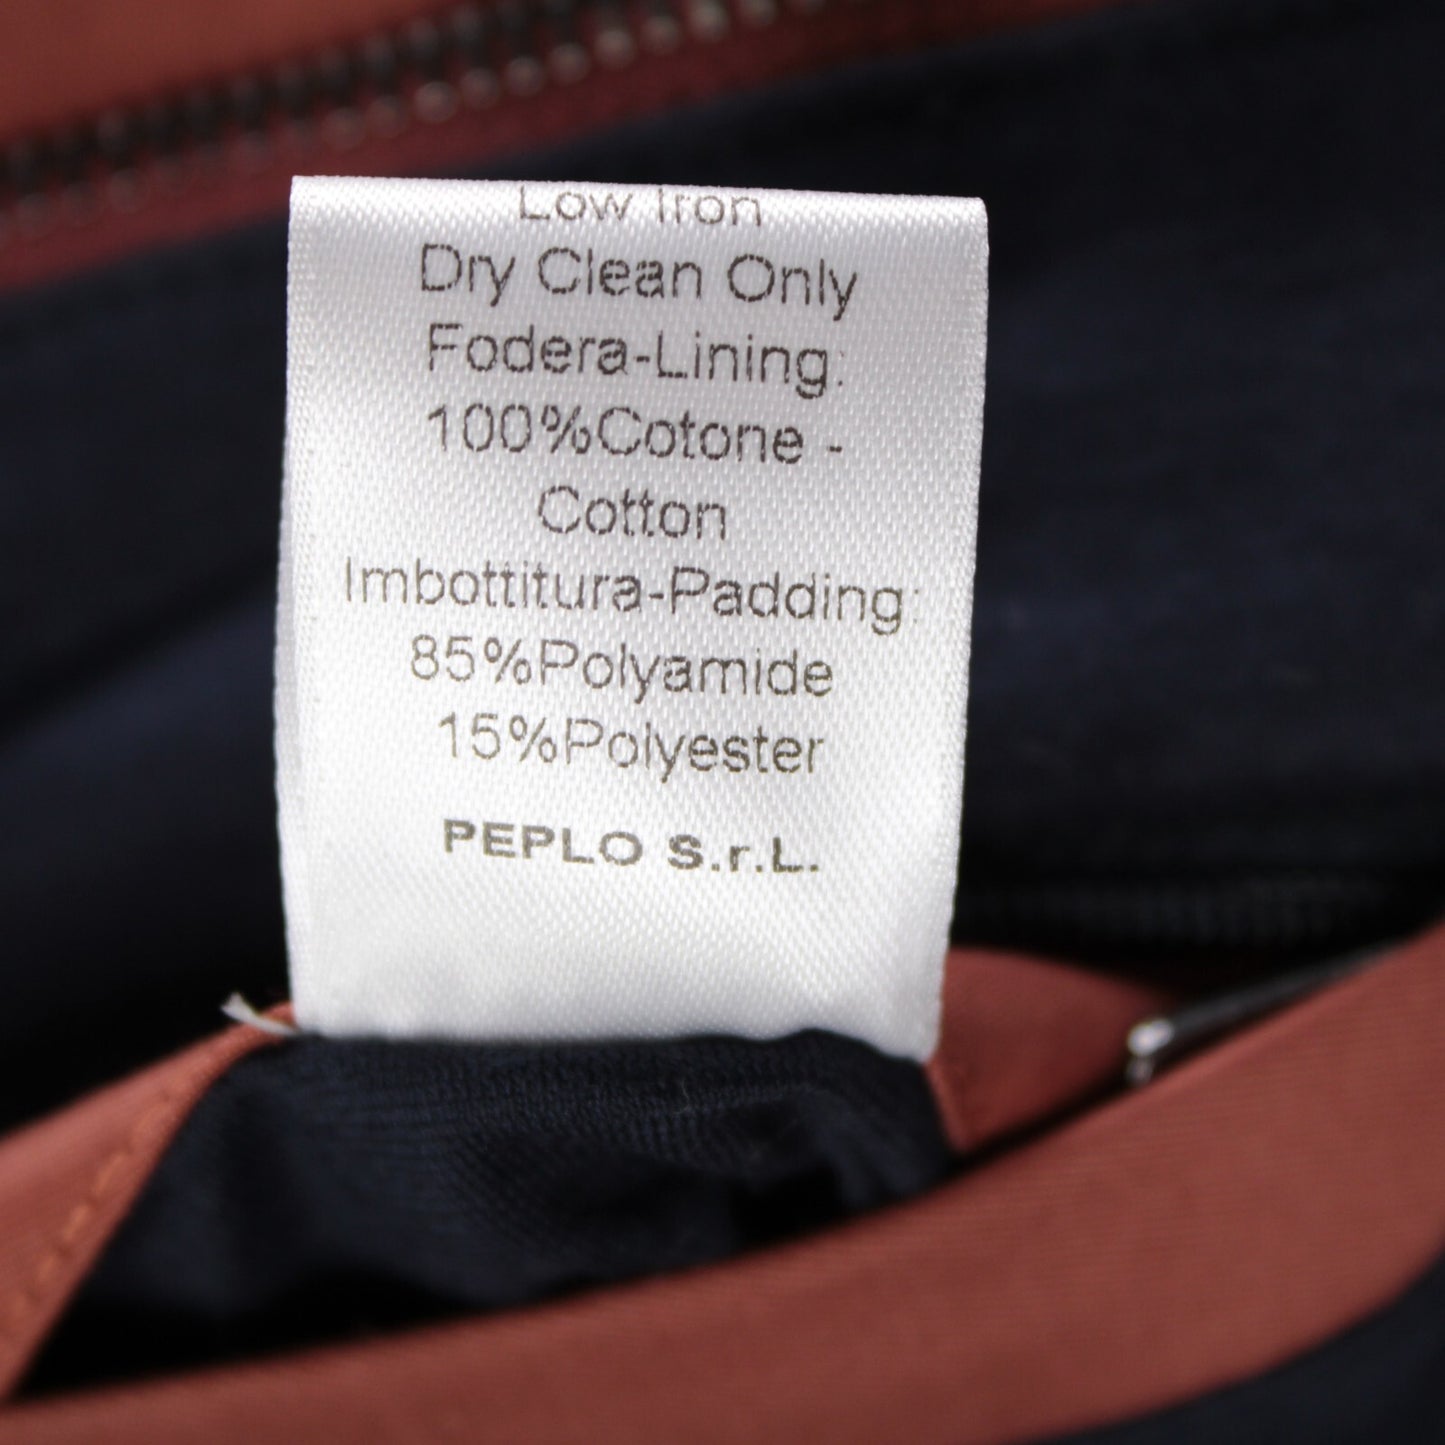 Low Iron
Dry Clean Only
Fodera-Lining:
100%Cotone -
Cotton
Imbottitura-Padding:
85%Polyamide
15%Polyester
PEPLO S.r.L.